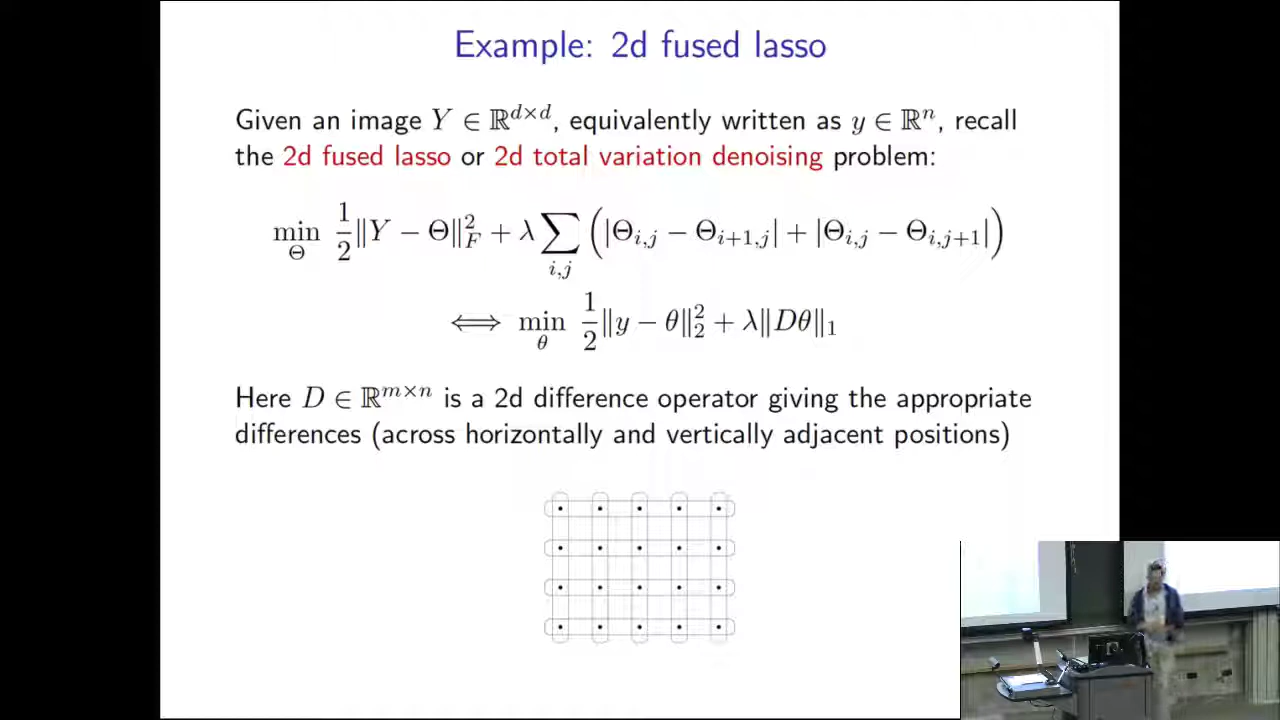 Example: 2d fused lasso
Given an image Y ∈ ℝ^{d×d}, equivalently written as y ∈ ℝ^n, recall
the 2d fused lasso or 2d total variation denoising problem:
min_Θ 1/2 ‖Y − Θ‖_F^2 + λ ∑_{i,j} (|Θ_{i,j} − Θ_{i+1,j}| + |Θ_{i,j} − Θ_{i,j+1}|)
⟺ min_θ 1/2 ‖y − θ‖_2^2 + λ‖Dθ‖_1
Here D ∈ ℝ^{m×n} is a 2d difference operator giving the appropriate
differences (across horizontally and vertically adjacent positions)